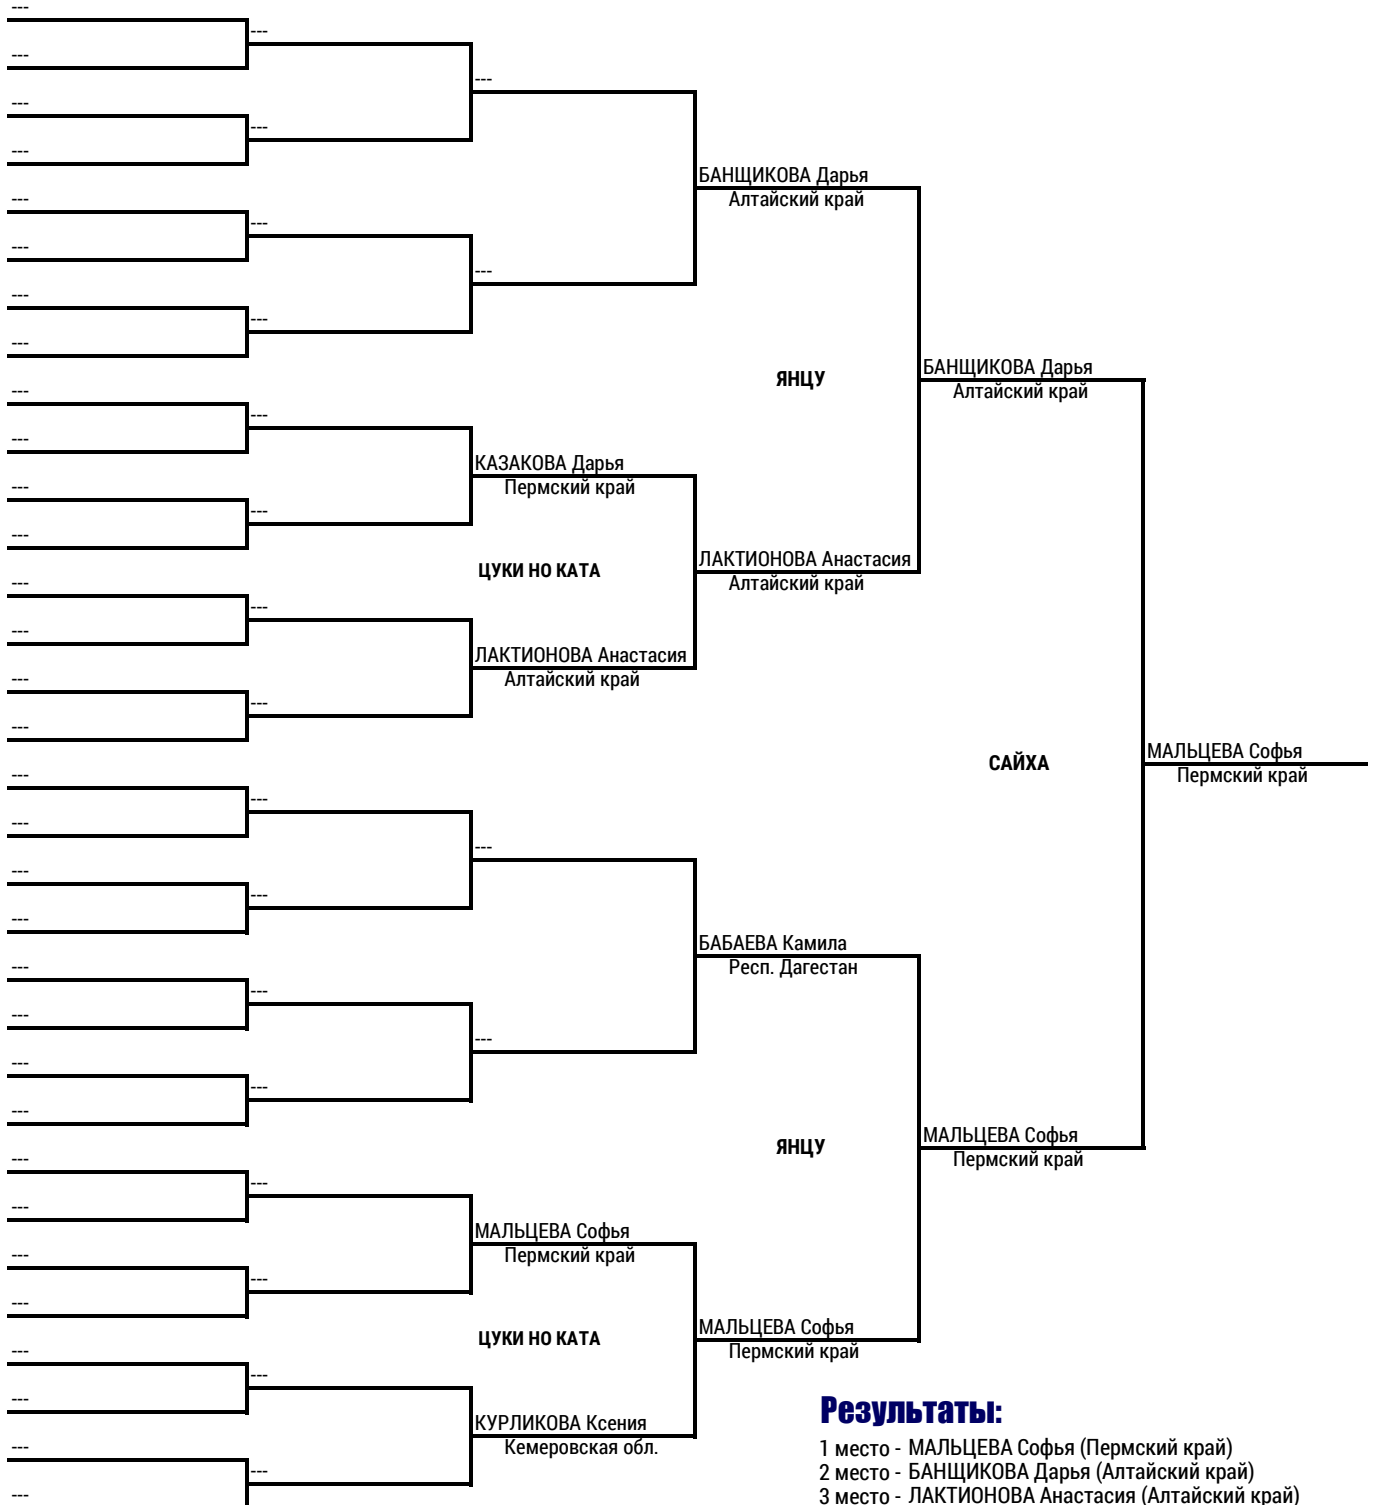 ---
---
---
---
---
---
---
БАНЩИКОВА Дарья
Алтайский край
---
---
---
---
---
---
---
БАНЩИКОВА Дарья
ЯНЦУ
Алтайский край
---
---
---
КАЗАКОВА Дарья
Пермский край
---
---
---
ЛАКТИОНОВА Анастасия
ЦУКИ НО КАТА
Алтайский край
---
---
---
ЛАКТИОНОВА Анастасия
Алтайский край
---
---
---
МАЛЬЦЕВА Софья
САЙХА
Пермский край
---
---
---
---
---
---
---
БАБАЕВА Камила
Респ. Дагестан
---
---
---
---
---
---
---
МАЛЬЦЕВА Софья
ЯНЦУ
Пермский край
---
---
---
МАЛЬЦЕВА Софья
Пермский край
---
---
---
МАЛЬЦЕВА Софья
ЦУКИ НО КАТА
Пермский край
---
---
---
КУРЛИКОВА Ксения
Кемеровская обл.
---
---
---
Результаты:
1 место - МАЛЬЦЕВА Софья (Пермский край)
2 место - БАНЩИКОВА Дарья (Алтайский край)
3 место - ЛАКТИОНОВА Анастасия (Алтайский край)